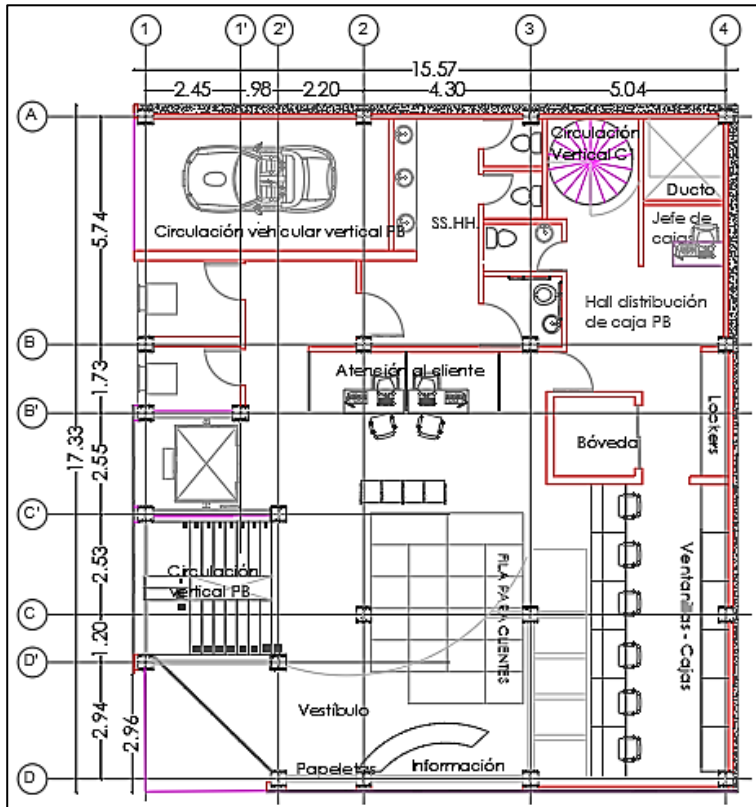 1 1' 2' 2 3 4
15.57
2.45 .98 2.20 4.30 5.04
A
Circulación
Vertical C1
Ducto
SS.HH.
Jefe de
cajas
Circulación vehicular vertical PB
5.74
Hall distribución
de caja PB
B
Atención al cliente
1.73
Lockers
B'
Bóveda
17.33
2.55
C'
FILA PARA CLIENTES
Circulación
vertical PB
2.53
Ventanillas - Cajas
C
1.20
D'
Vestíbulo
2.94
2.96
Papeletas
Información
D